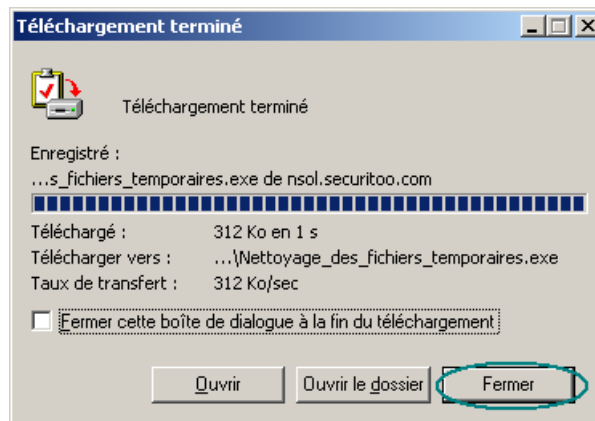 Téléchargement terminé
Téléchargement terminé
Enregistré :
...s_fichiers_temporaires.exe de nsol.securitoo.com
Téléchargé : 312 Ko en 1 s
Télécharger vers : ...\Nettoyage_des_fichiers_temporaires.exe
Taux de transfert : 312 Ko/sec
Fermer cette boîte de dialogue à la fin du téléchargement
Ouvrir Ouvrir le dossier Fermer